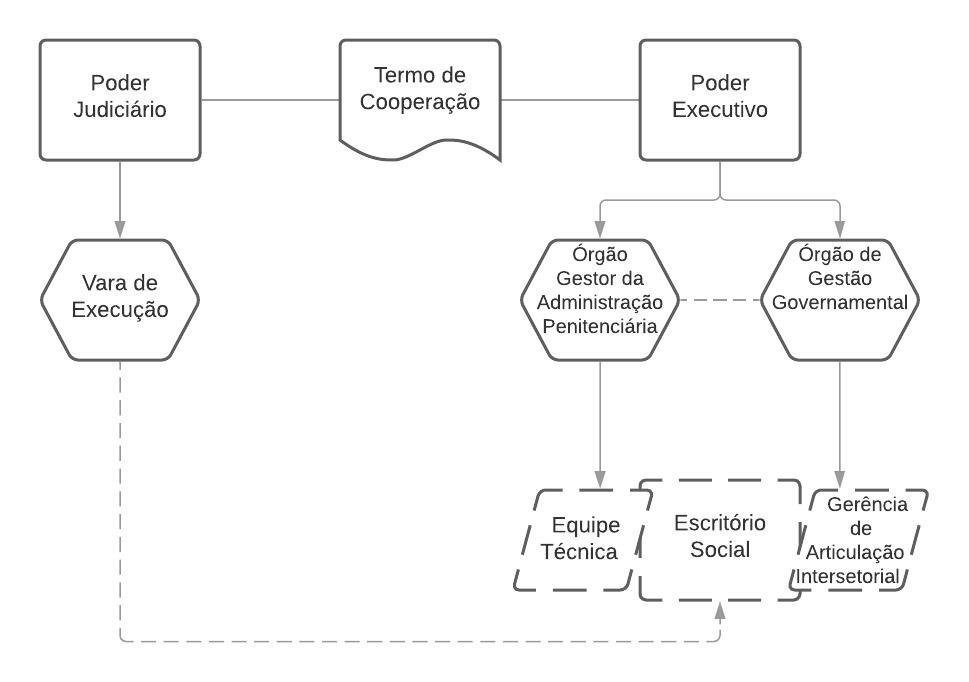 Poder
Judiciário
Termo de
Cooperação
Poder
Executivo
Vara de
Execução
Órgão
Gestor da
Administração
Penitenciária
Órgão de
Gestão
Governamental
Equipe
Técnica
Escritório
Social
Gerência
de
Articulação
Intersetorial